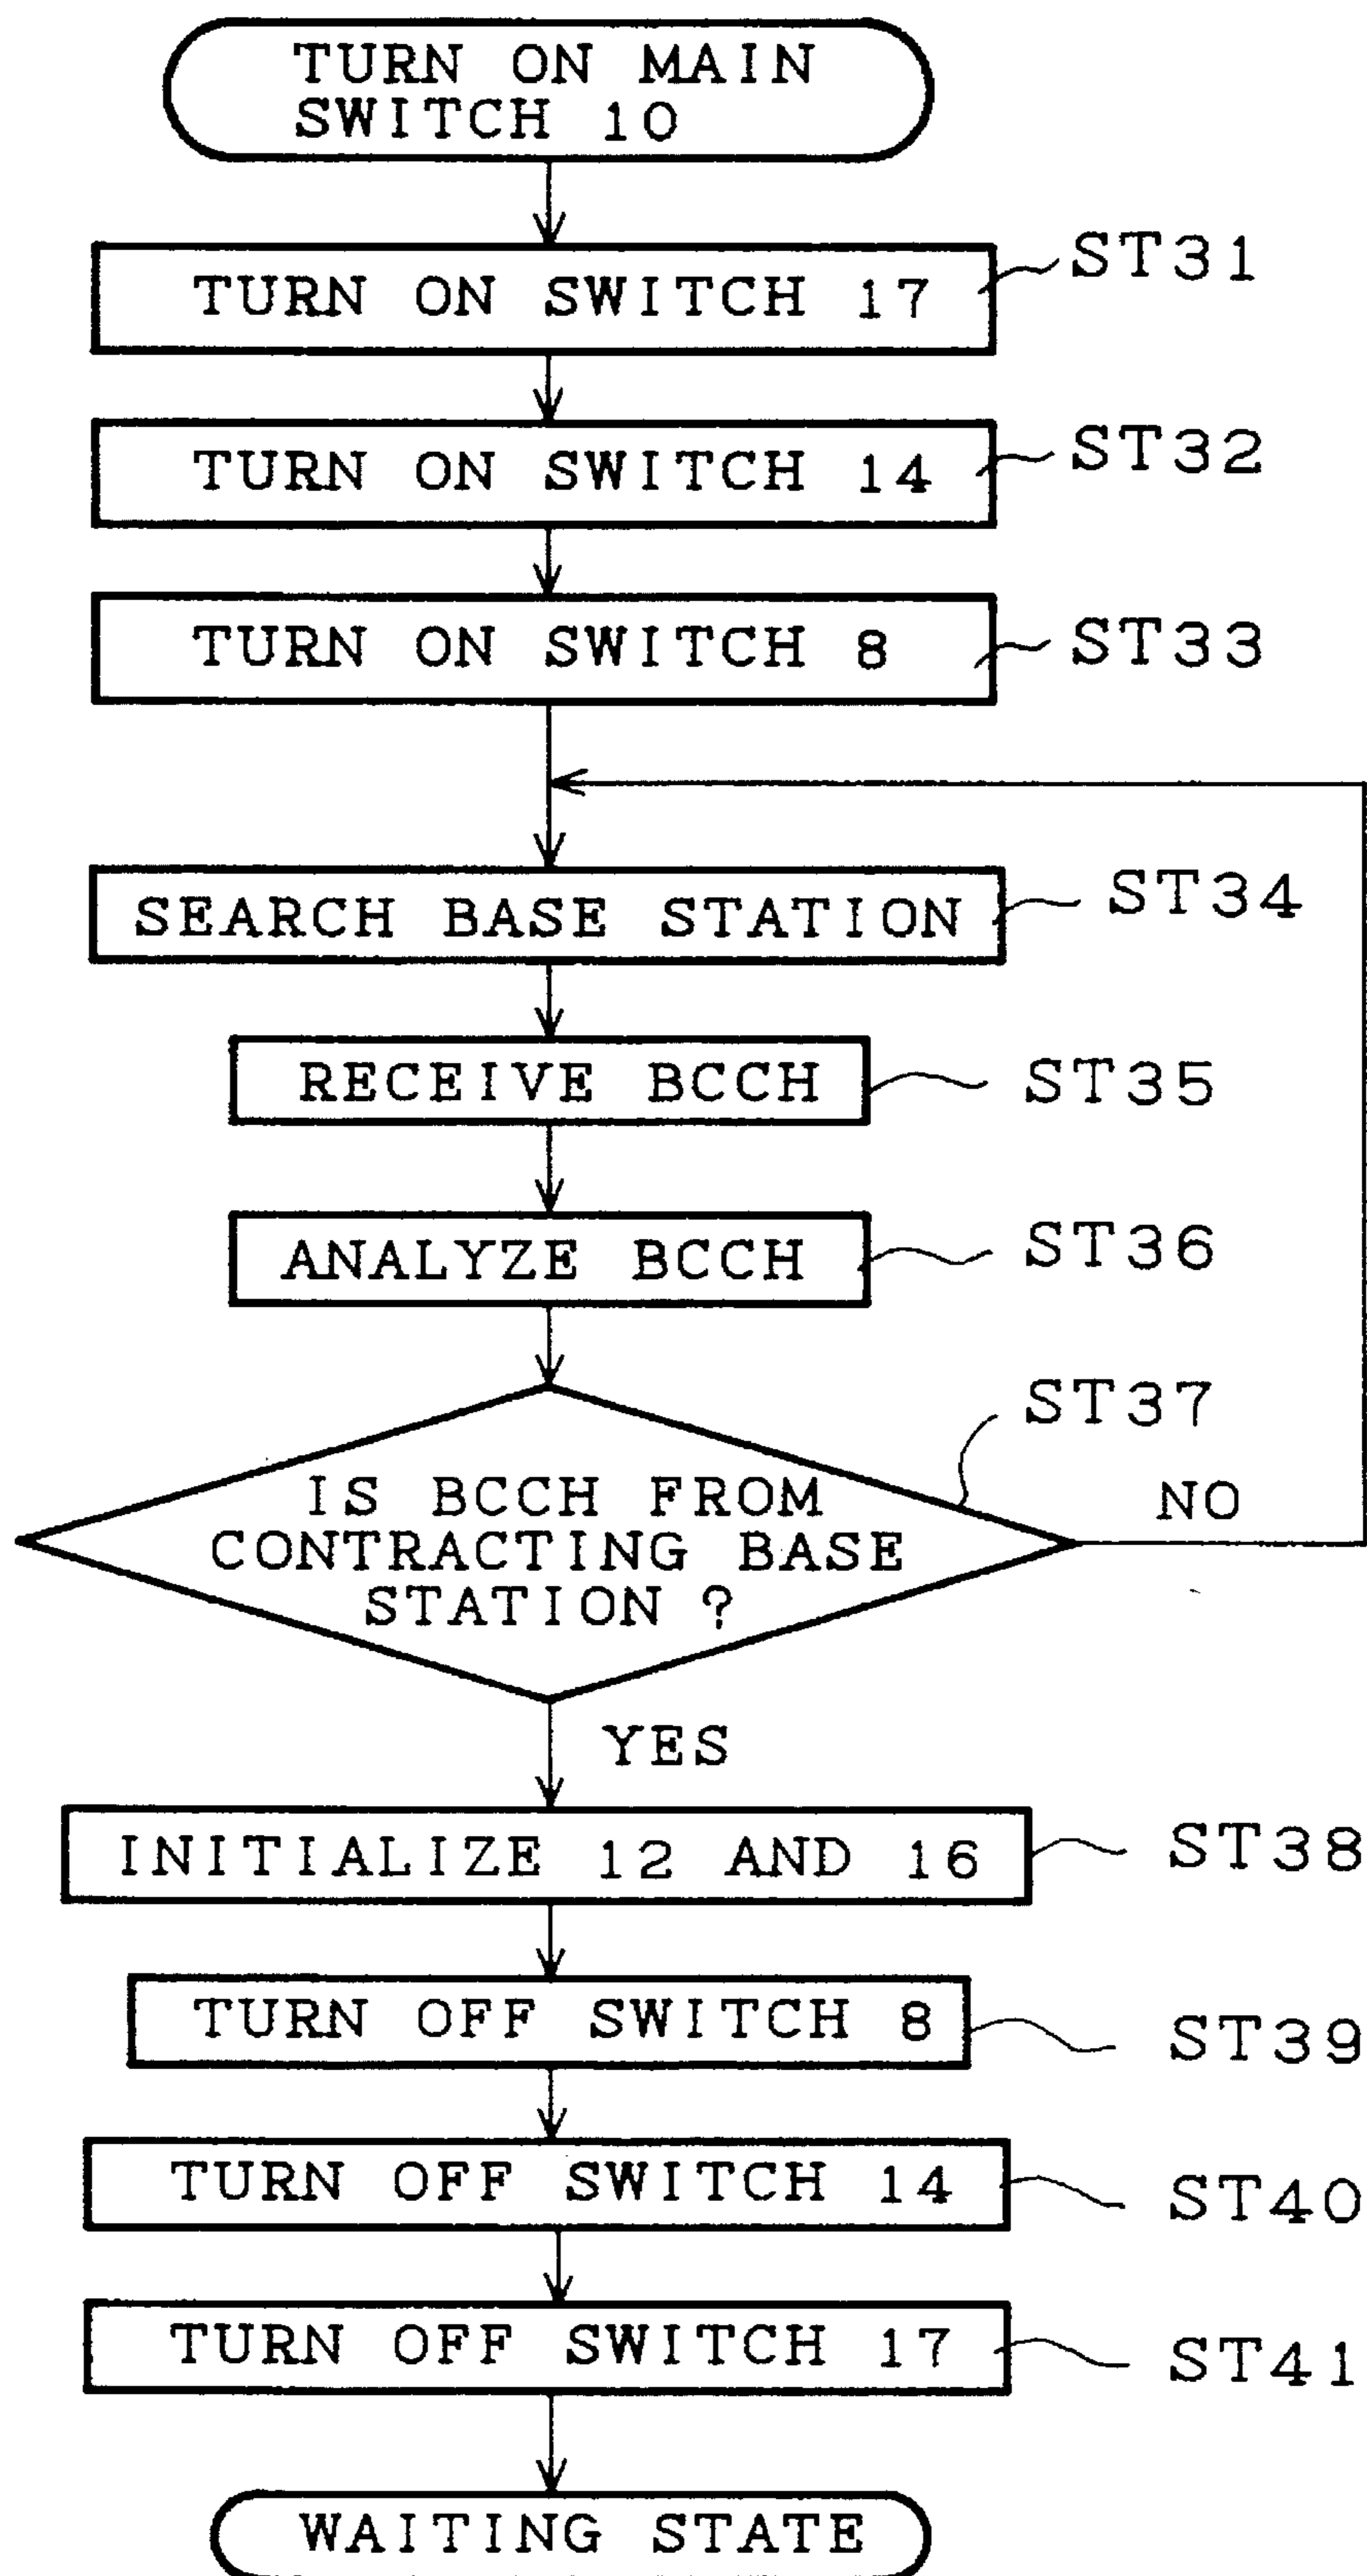 TURN ON MAIN
SWITCH 10
TURN ON SWITCH 17
ST31
TURN ON SWITCH 14
ST32
TURN ON SWITCH 8
ST33
SEARCH BASE STATION
ST34
RECEIVE BCCH
ST35
ANALYZE BCCH
ST36
ST37
IS BCCH FROM
CONTRACTING BASE
STATION ?
NO
YES
INITIALIZE 12 AND 16
ST38
TURN OFF SWITCH 8
ST39
TURN OFF SWITCH 14
ST40
TURN OFF SWITCH 17
ST41
WAITING STATE